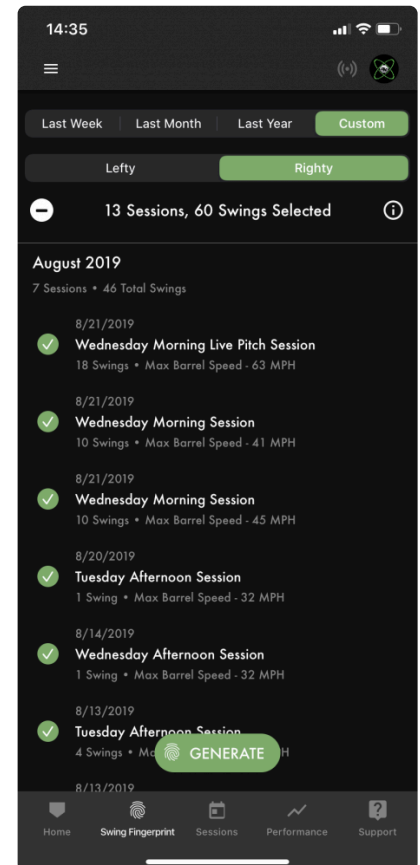 14:35
Last Week Last Month Last Year Custom
Lefty Righty
13 Sessions, 60 Swings Selected
August 2019
7 Sessions • 46 Total Swings
8/21/2019
Wednesday Morning Live Pitch Session
18 Swings • Max Barrel Speed - 63 MPH
8/21/2019
Wednesday Morning Session
10 Swings • Max Barrel Speed - 41 MPH
8/21/2019
Wednesday Morning Session
10 Swings • Max Barrel Speed - 45 MPH
8/20/2019
Tuesday Afternoon Session
1 Swing • Max Barrel Speed - 32 MPH
8/14/2019
Wednesday Afternoon Session
1 Swing • Max Barrel Speed - 32 MPH
8/13/2019
Tuesday Afternoon Session
4 Swings •
GENERATE
8/13/2019
Home Swing Fingerprint Sessions Performance Support